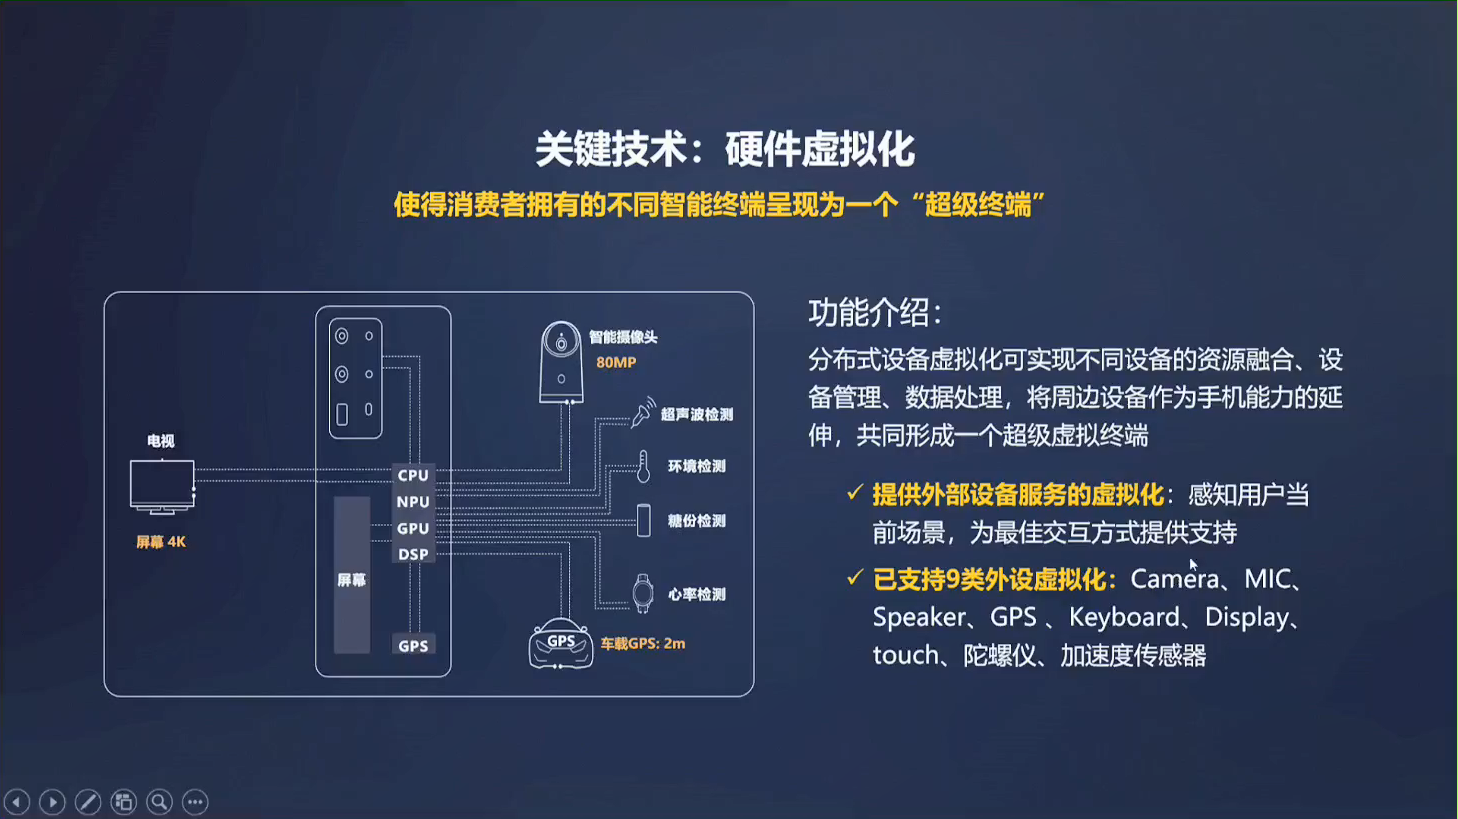 关键技术：硬件虚拟化
使得消费者拥有的不同智能终端呈现为一个“超级终端”
电视
屏幕 4K
屏幕
CPU
NPU
GPU
DSP
GPS
智能摄像头
80MP
超声波检测
环境检测
糖份检测
心率检测
GPS
车载GPS: 2m
功能介绍：
分布式设备虚拟化可实现不同设备的资源融合、设
备管理、数据处理，将周边设备作为手机能力的延
伸，共同形成一个超级虚拟终端
✓ 提供外部设备服务的虚拟化：感知用户当
前场景，为最佳交互方式提供支持
✓ 已支持9类外设虚拟化：Camera、MIC、
Speaker、GPS 、Keyboard、Display、
touch、陀螺仪、加速度传感器